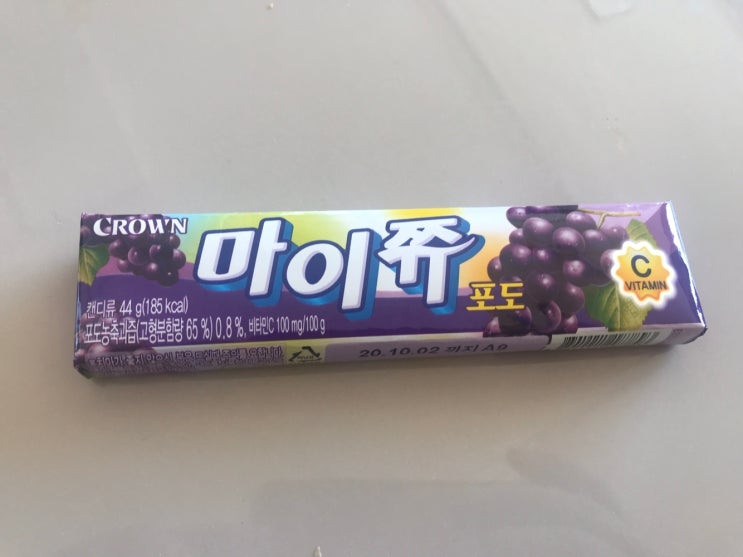 CROWN
마이쮸
포도
C
VITAMIN
캔디류 44 g(185 kcal)
포도농축과즙(고형분함량 65 %) 0.8 %, 비타민C 100 mg/100 g
20.10.02 까지 A9